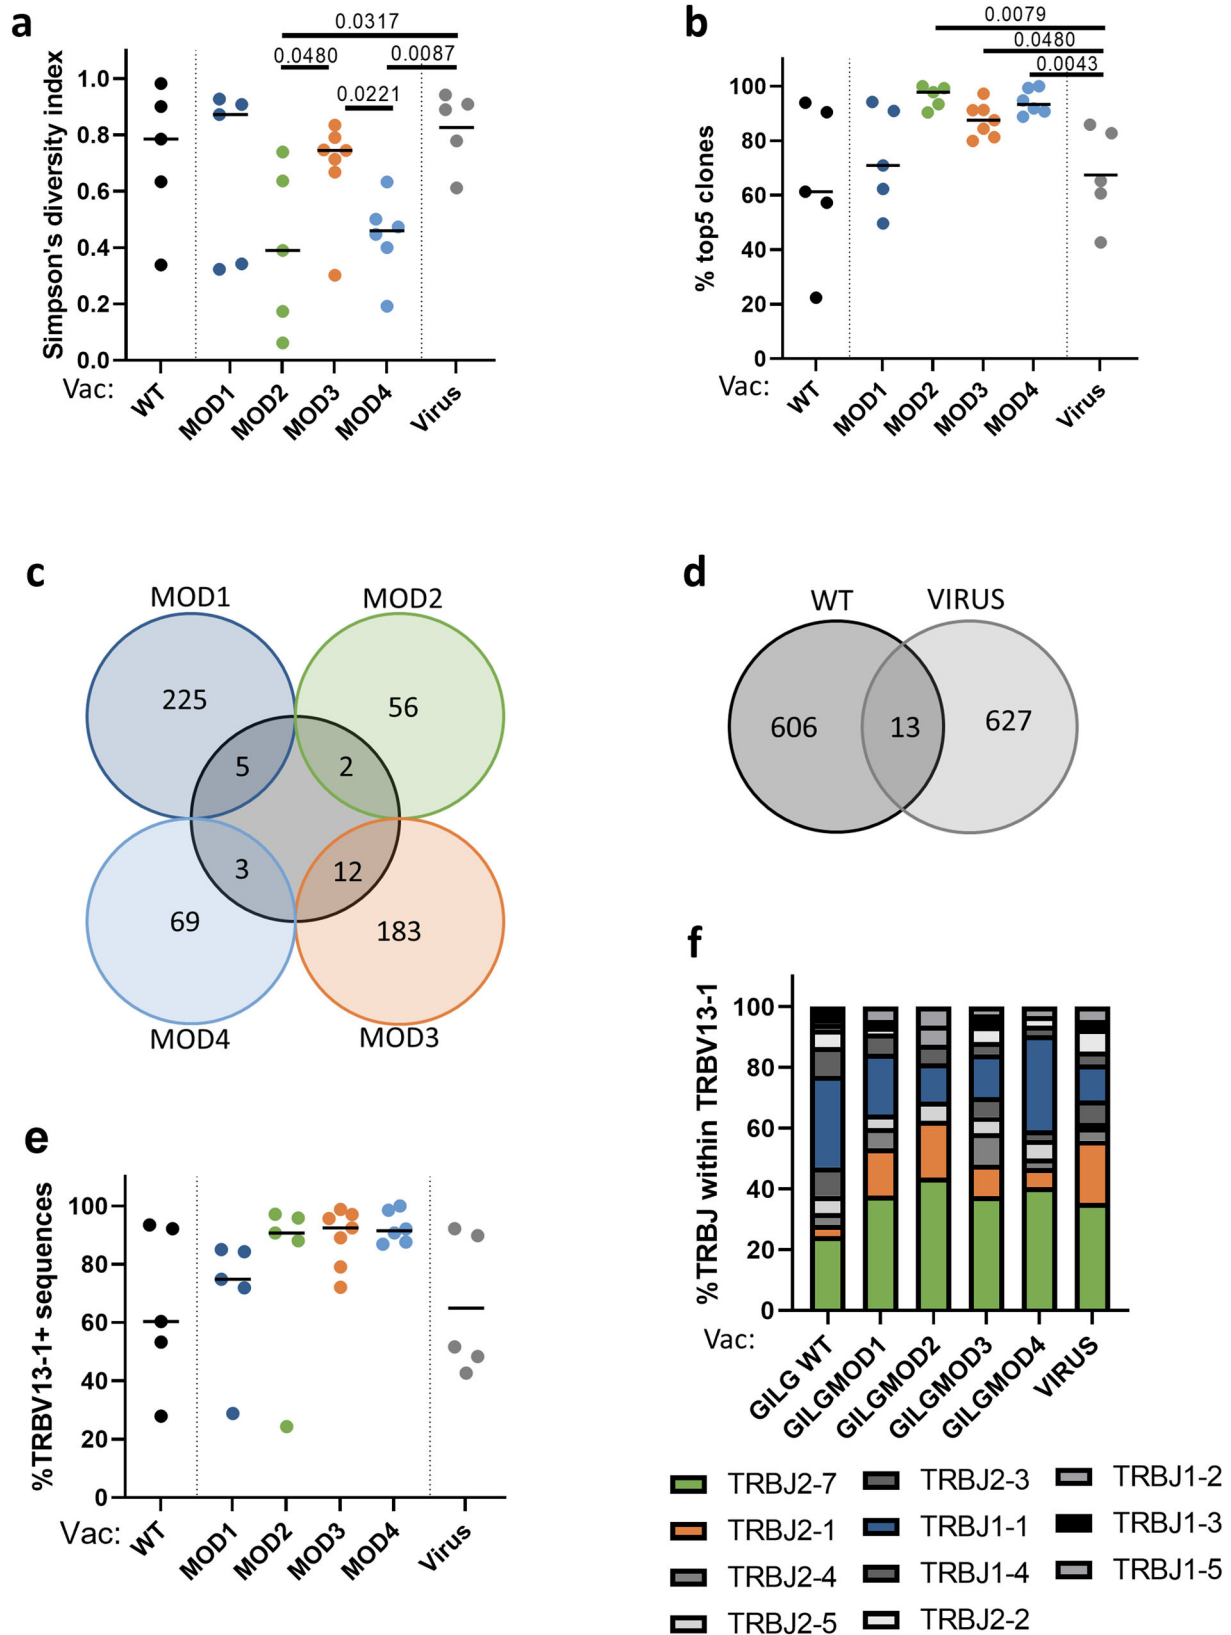 a
0.0317
0.0480
0.0087
0.0221
Simpson's diversity index
1.0
0.8
0.6
0.4
0.2
0.0
Vac:
WT
MOD1
MOD2
MOD3
MOD4
Virus
b
0.0079
0.0480
0.0043
% top5 clones
100
80
60
40
20
0
Vac:
WT
MOD1
MOD2
MOD3
MOD4
Virus
c
MOD1
MOD2
225
56
5
2
3
12
69
183
MOD4
MOD3
d
WT
VIRUS
606
13
627
e
%TRBV13-1+ sequences
100
80
60
40
20
0
Vac:
WT
MOD1
MOD2
MOD3
MOD4
Virus
f
%TRBJ within TRBV13-1
100
80
60
40
20
0
Vac:
GILG WT
GILGMOD1
GILGMOD2
GILGMOD3
GILGMOD4
VIRUS
TRBJ2-7
TRBJ2-1
TRBJ2-4
TRBJ2-5
TRBJ2-3
TRBJ1-1
TRBJ1-4
TRBJ2-2
TRBJ1-2
TRBJ1-3
TRBJ1-5